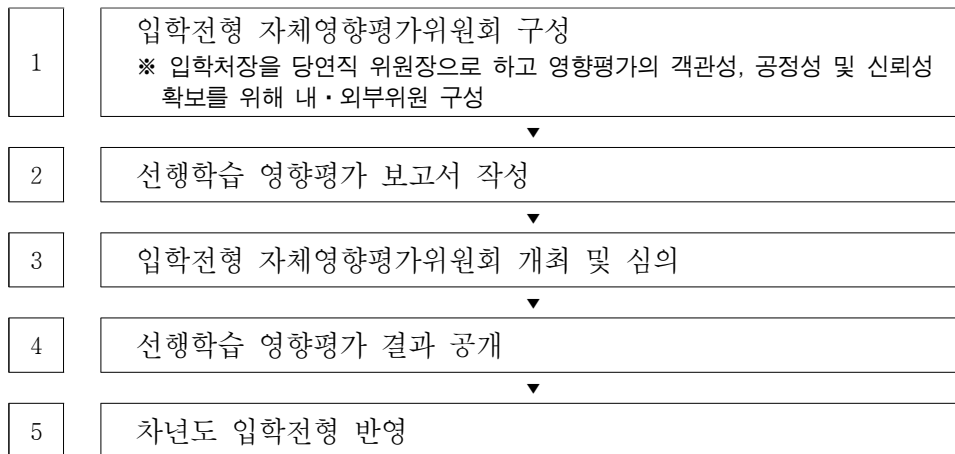 1
입학전형 자체영향평가위원회 구성
※ 입학처장을 당연직 위원장으로 하고 영향평가의 객관성, 공정성 및 신뢰성
확보를 위해 내・외부위원 구성
▼
2
선행학습 영향평가 보고서 작성
▼
3
입학전형 자체영향평가위원회 개최 및 심의
▼
4
선행학습 영향평가 결과 공개
▼
5
차년도 입학전형 반영